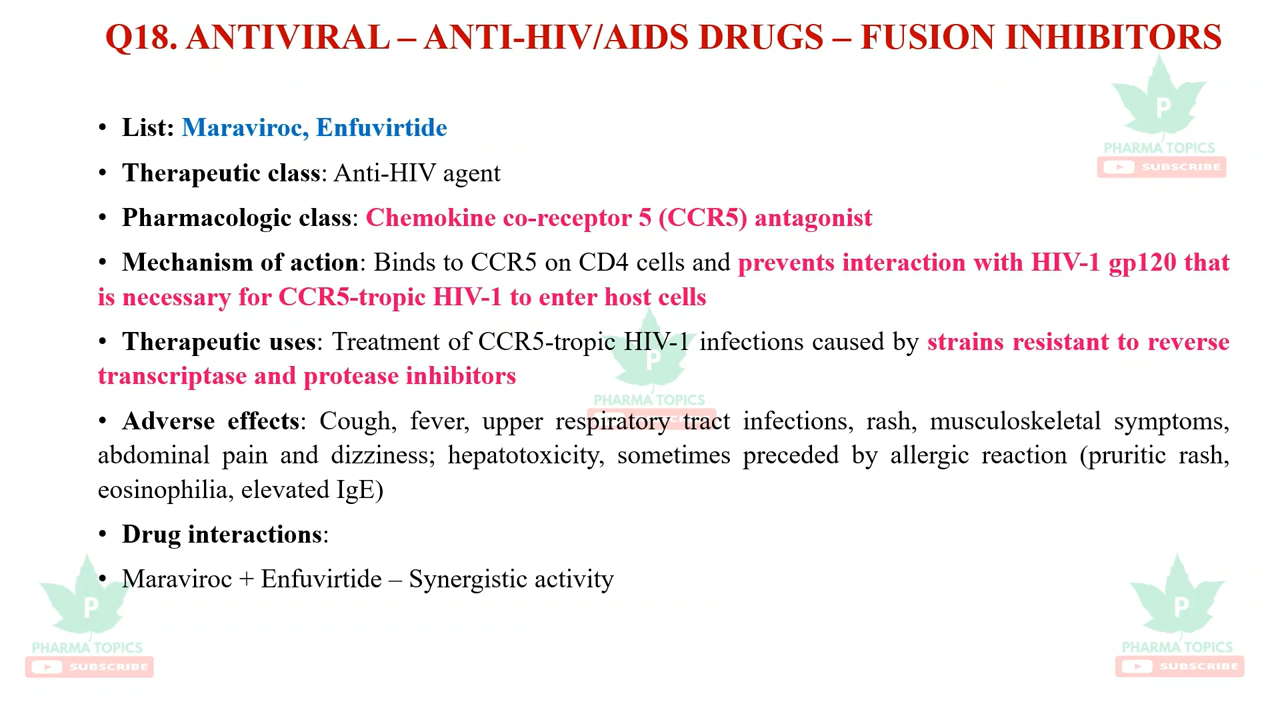 Q18. ANTIVIRAL – ANTI-HIV/AIDS DRUGS – FUSION INHIBITORS
P
PHARMA TOPICS
SUBSCRIBE
• List: Maraviroc, Enfuvirtide
• Therapeutic class: Anti-HIV agent
• Pharmacologic class: Chemokine co-receptor 5 (CCR5) antagonist
• Mechanism of action: Binds to CCR5 on CD4 cells and prevents interaction with HIV-1 gp120 that
is necessary for CCR5-tropic HIV-1 to enter host cells
• Therapeutic uses: Treatment of CCR5-tropic HIV-1 infections caused by strains resistant to reverse
transcriptase and protease inhibitors
P
PHARMA TOPICS
SUBSCRIBE
• Adverse effects: Cough, fever, upper respiratory tract infections, rash, musculoskeletal symptoms,
abdominal pain and dizziness; hepatotoxicity, sometimes preceded by allergic reaction (pruritic rash,
eosinophilia, elevated IgE)
• Drug interactions:
• Maraviroc + Enfuvirtide – Synergistic activity
P
PHARMA TOPICS
SUBSCRIBE
P
PHARMA TOPICS
SUBSCRIBE